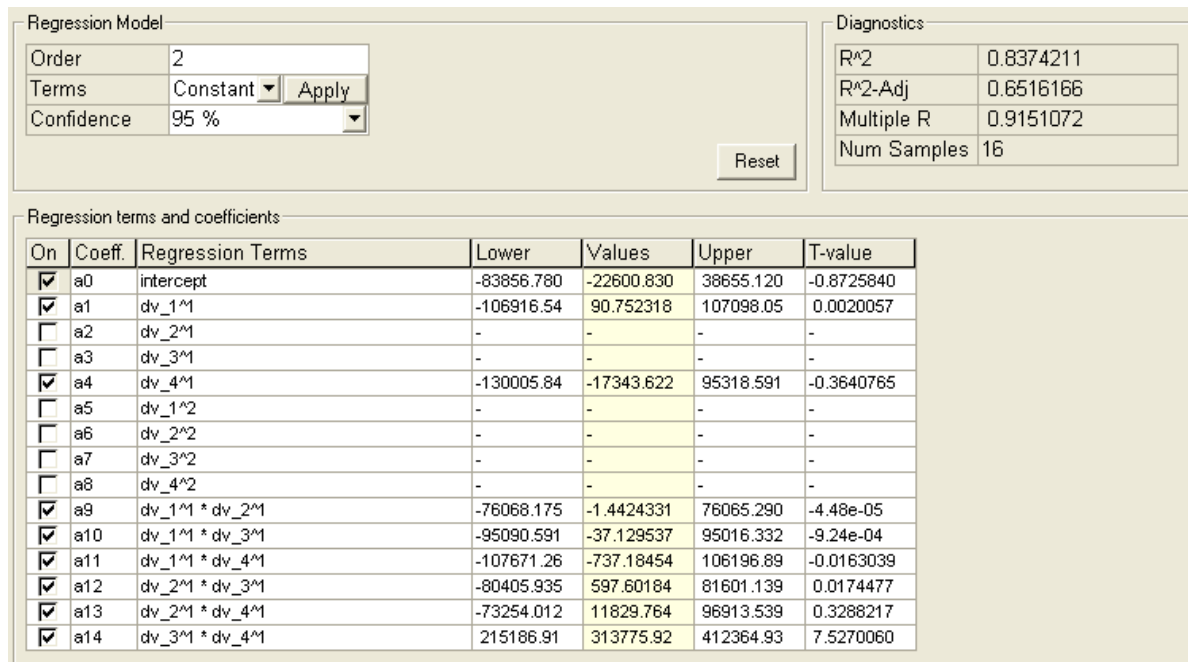 Regression Model
Order 2
Terms Constant Apply
Confidence 95 %
Reset
Diagnostics
R^2 0.8374211
R^2-Adj 0.6516166
Multiple R 0.9151072
Num Samples 16
Regression terms and coefficients
On Coeff. Regression Terms Lower Values Upper T-value
a0 intercept -83856.780 -22600.830 38655.120 -0.8725840
a1 dv_1^1 -106916.54 90.752318 107098.05 0.0020057
a2 dv_2^1 - - - -
a3 dv_3^1 - - - -
a4 dv_4^1 -130005.84 -17343.622 95318.591 -0.3640765
a5 dv_1^2 - - - -
a6 dv_2^2 - - - -
a7 dv_3^2 - - - -
a8 dv_4^2 - - - -
a9 dv_1^1 * dv_2^1 -76068.175 -1.4424331 76065.290 -4.48e-05
a10 dv_1^1 * dv_3^1 -95090.591 -37.129537 95016.332 -9.24e-04
a11 dv_1^1 * dv_4^1 -107671.26 -737.18454 106196.89 -0.0163039
a12 dv_2^1 * dv_3^1 -80405.935 597.60184 81601.139 0.0174477
a13 dv_2^1 * dv_4^1 -73254.012 11829.764 96913.539 0.3288217
a14 dv_3^1 * dv_4^1 215186.91 313775.92 412364.93 7.5270060